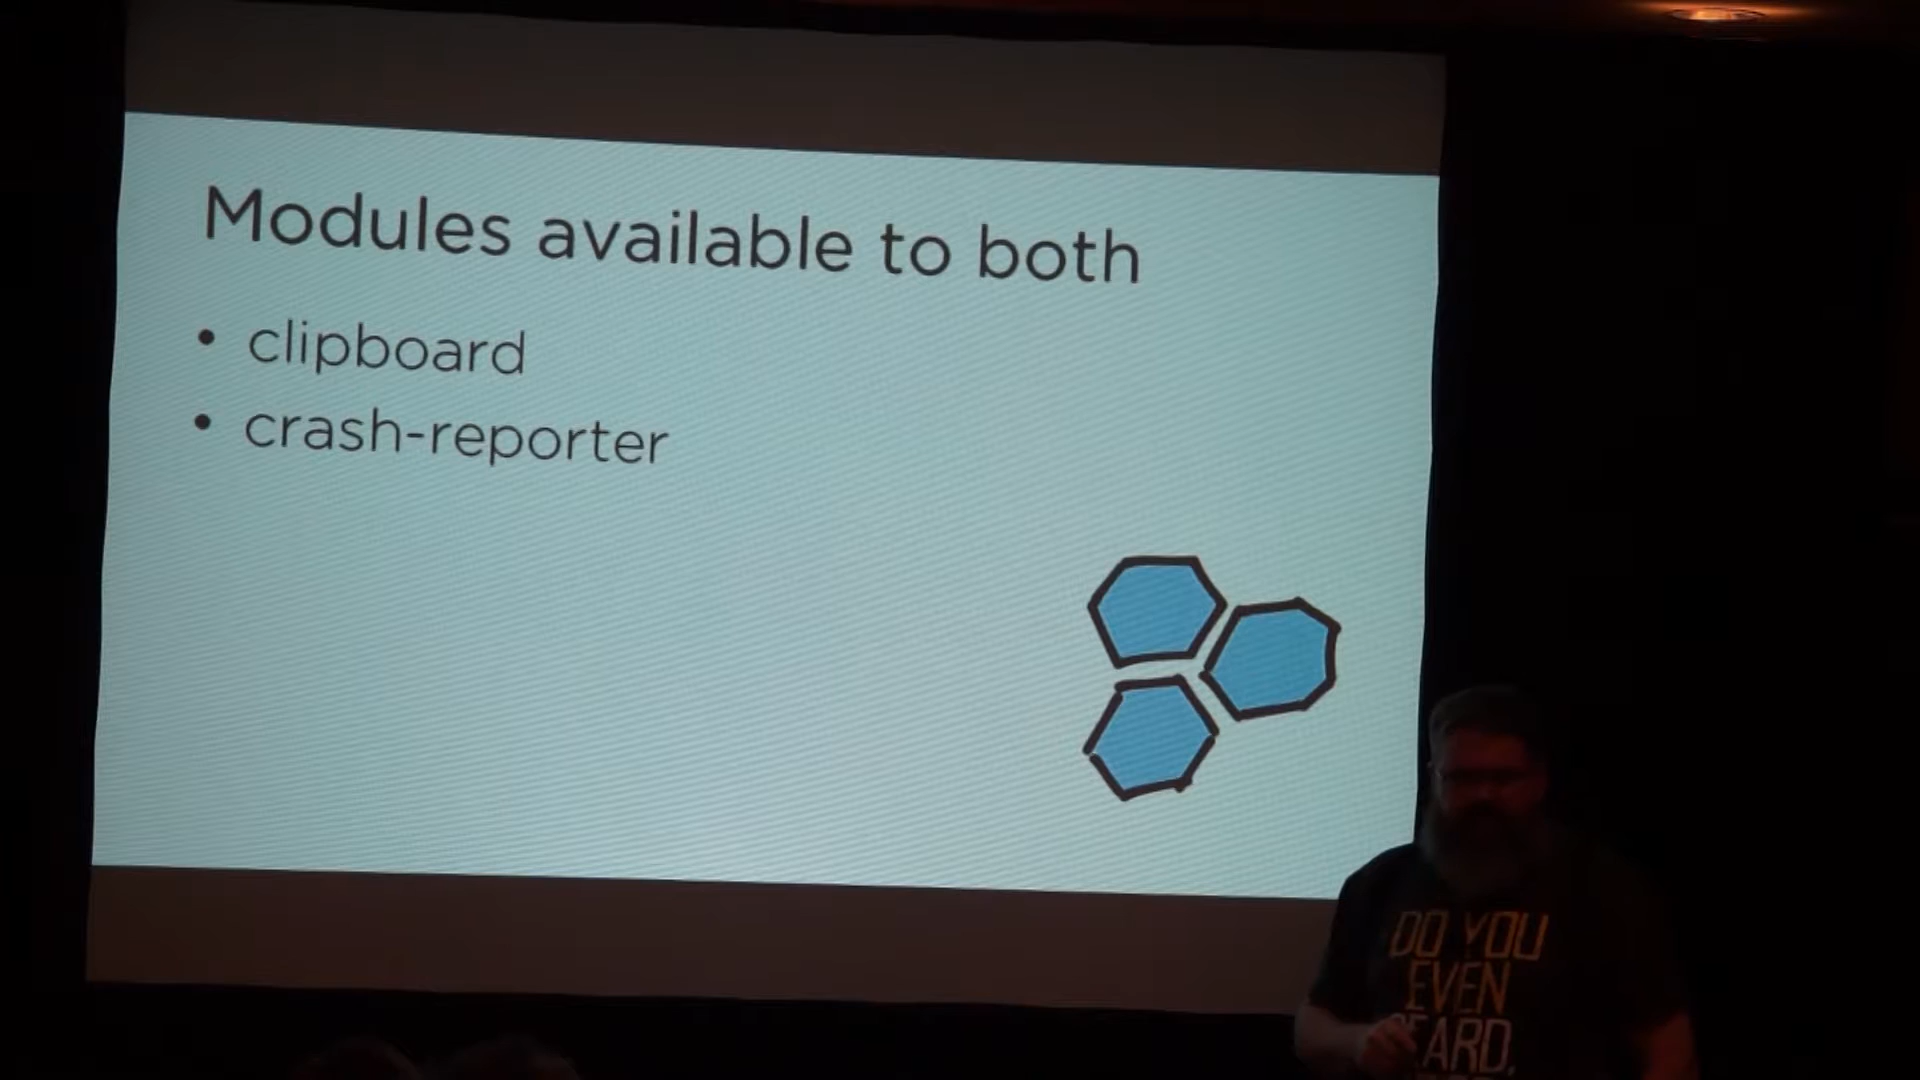 Modules available to both
• clipboard
• crash-reporter
DO YOU
EVEN